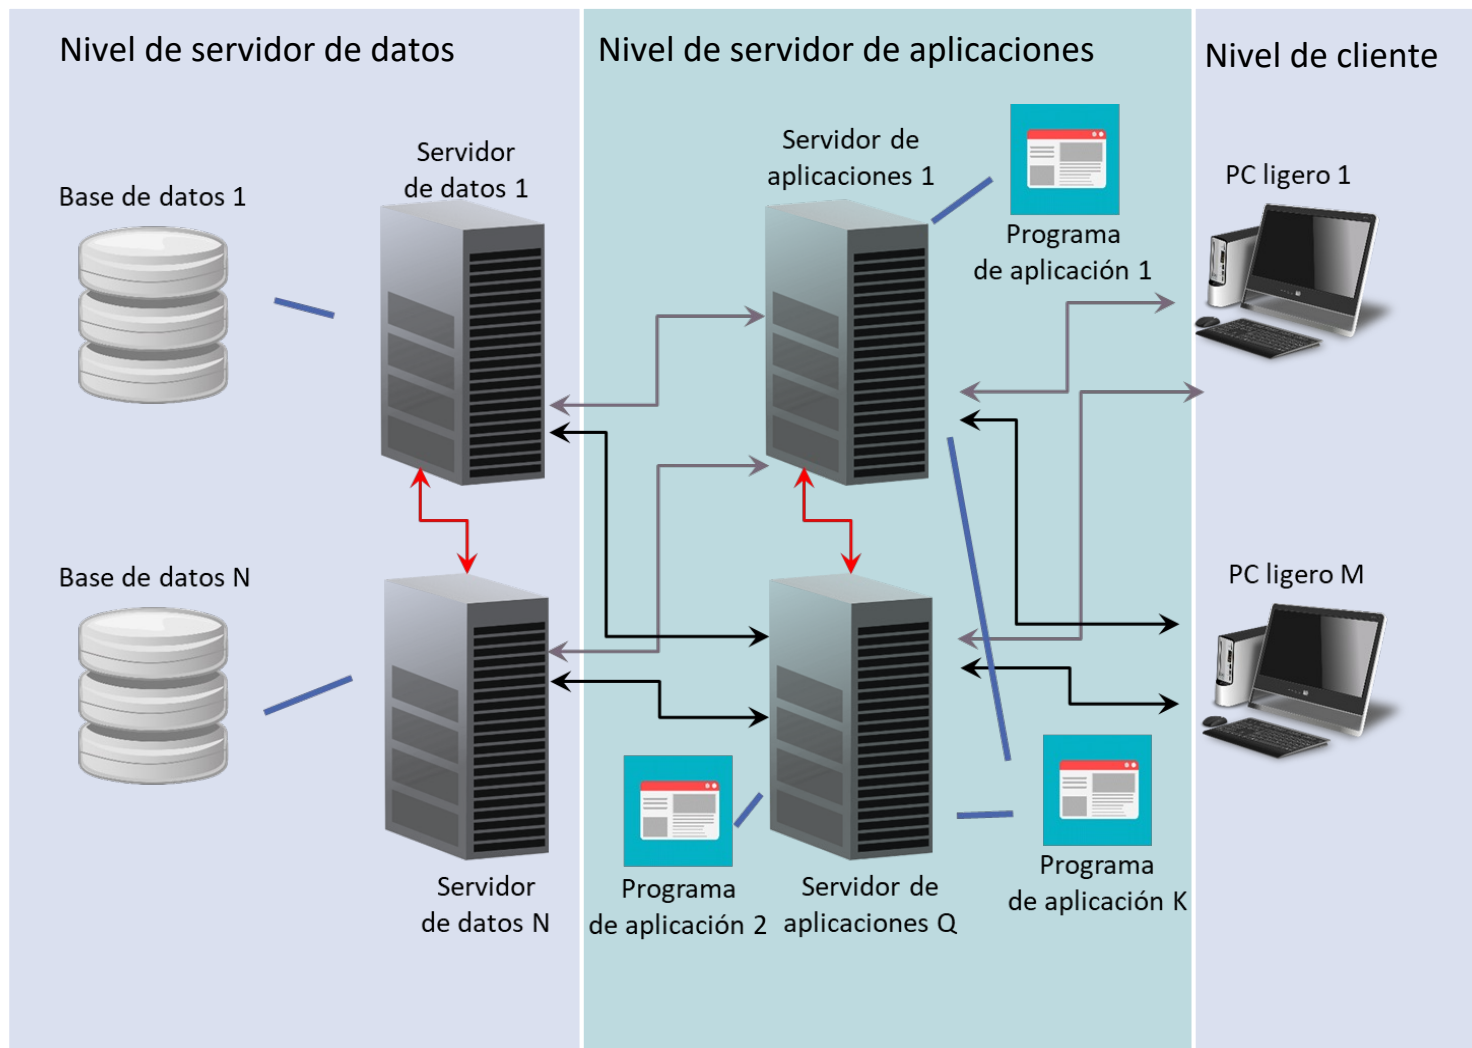 Nivel de servidor de datos
Nivel de servidor de aplicaciones
Nivel de cliente
Base de datos 1
Servidor
de datos 1
Servidor de
aplicaciones 1
Programa
de aplicación 1
PC ligero 1
Base de datos N
Servidor
de datos N
Programa
de aplicación 2
Servidor de
aplicaciones Q
Programa
de aplicación K
PC ligero M